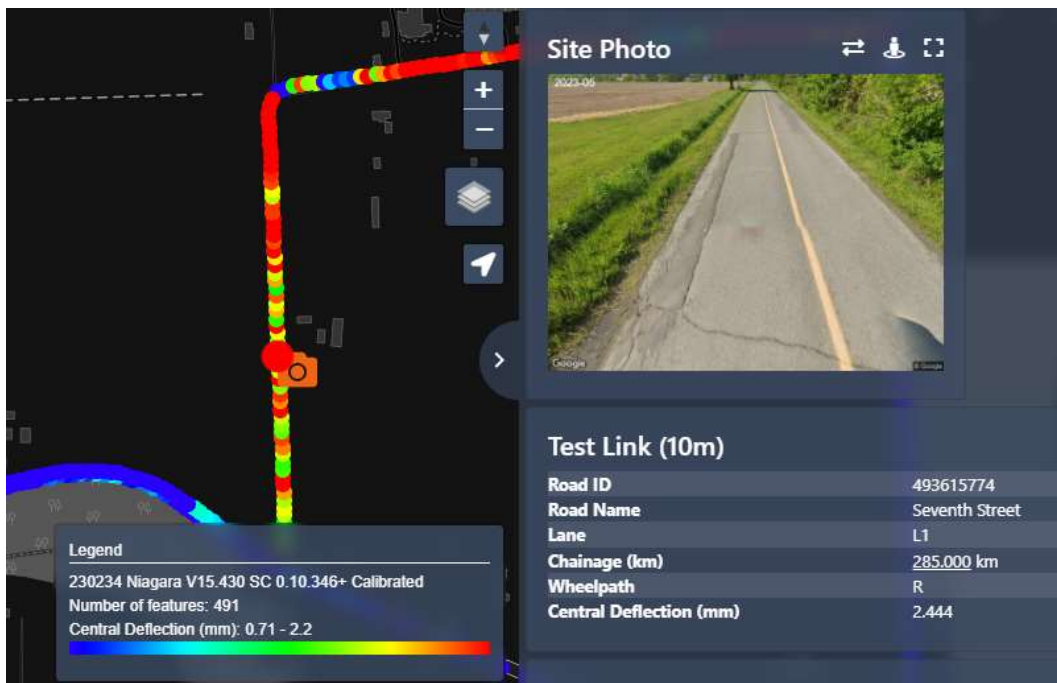 Site Photo
2023-05
Google
© Google
Test Link (10m)
Road ID 493615774
Road Name Seventh Street
Lane L1
Chainage (km) 285.000 km
Wheelpath R
Central Deflection (mm) 2.444
+
−
Legend
230234 Niagara V15.430 SC 0.10.346+ Calibrated
Number of features: 491
Central Deflection (mm): 0.71 - 2.2